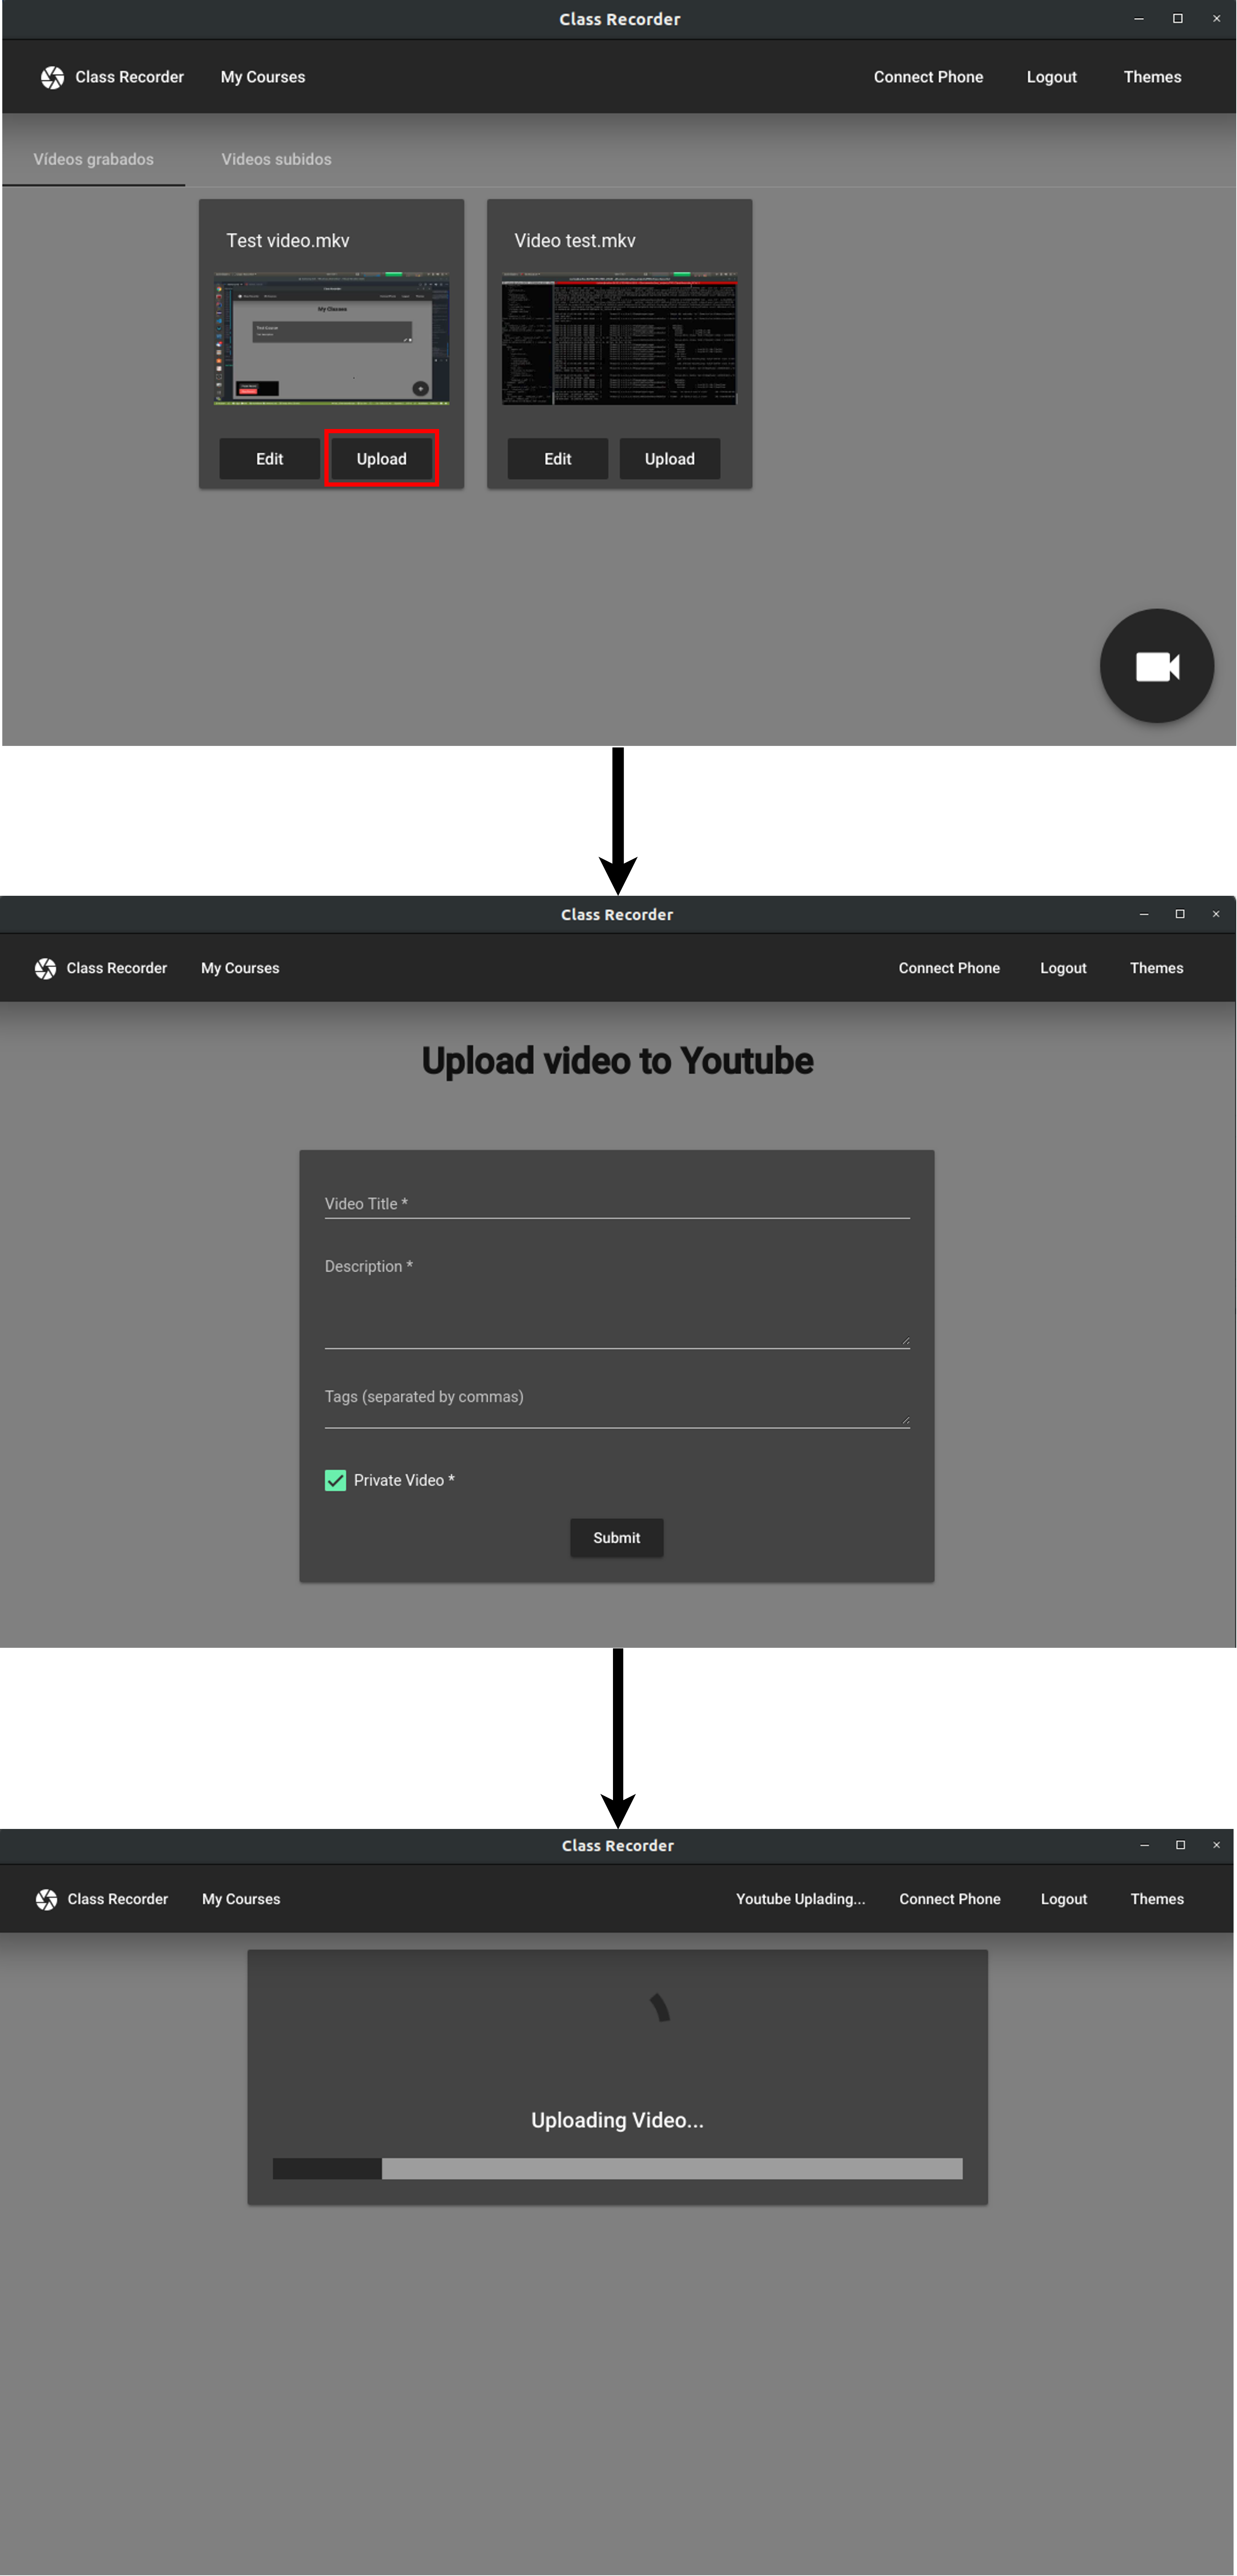 Class Recorder
Class Recorder My Courses Connect Phone Logout Themes
Vídeos grabados Videos subidos
Test video.mkv Video test.mkv
My Classes
Edit Upload Edit Upload
Class Recorder
Class Recorder My Courses Connect Phone Logout Themes
Upload video to Youtube
Video Title *
Description *
Tags (separated by commas)
Private Video *
Submit
Class Recorder
Class Recorder My Courses Youtube Uplading... Connect Phone Logout Themes
Uploading Video...